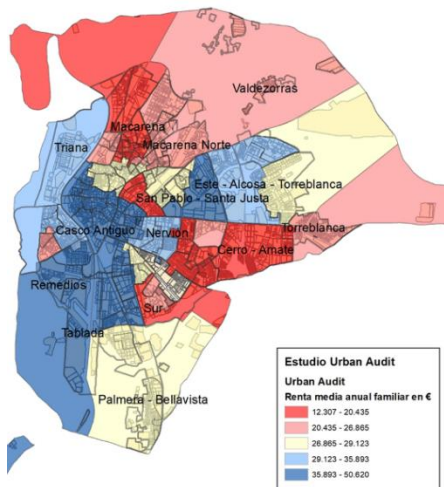 Valdezorras
Macarena
Triana
Macarena Norte
Este - Alcosa - Torreblanca
San Pablo - Santa Justa
Casco Antiguo
Nervión
Torreblanca
Cerro - Amate
Remedios
Sur
Tablada
Palmera - Bellavista
Estudio Urban Audit
Urban Audit
Renta media anual familiar en €
12.307 - 20.435
20.435 - 26.865
26.865 - 29.123
29.123 - 35.893
35.893 - 50.620